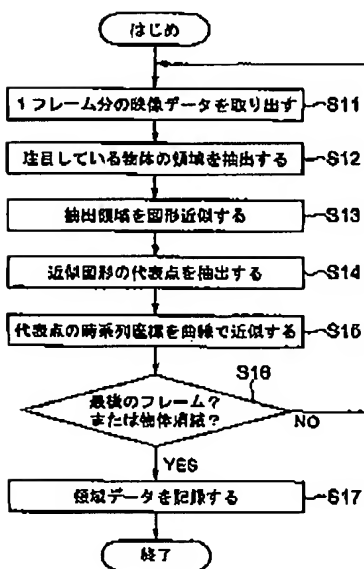 はじめ
1フレーム分の映像データを取り出す
S11
注目している物体の領域を抽出する
S12
抽出領域を図形近似する
S13
近似図形の代表点を抽出する
S14
代表点の時系列座標を曲線で近似する
S15
S16
最後のフレーム?
または物体消滅?
NO
YES
領域データを記録する
S17
終了